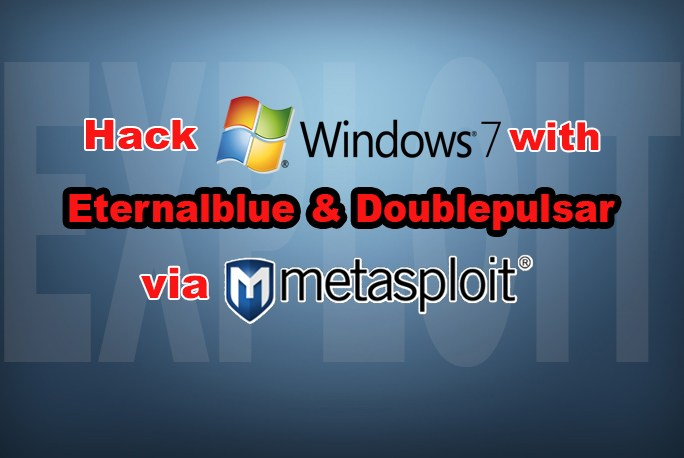 EXPLOIT
Hack Windows® 7 with
Eternalblue & Doublepulsar
via metasploit®